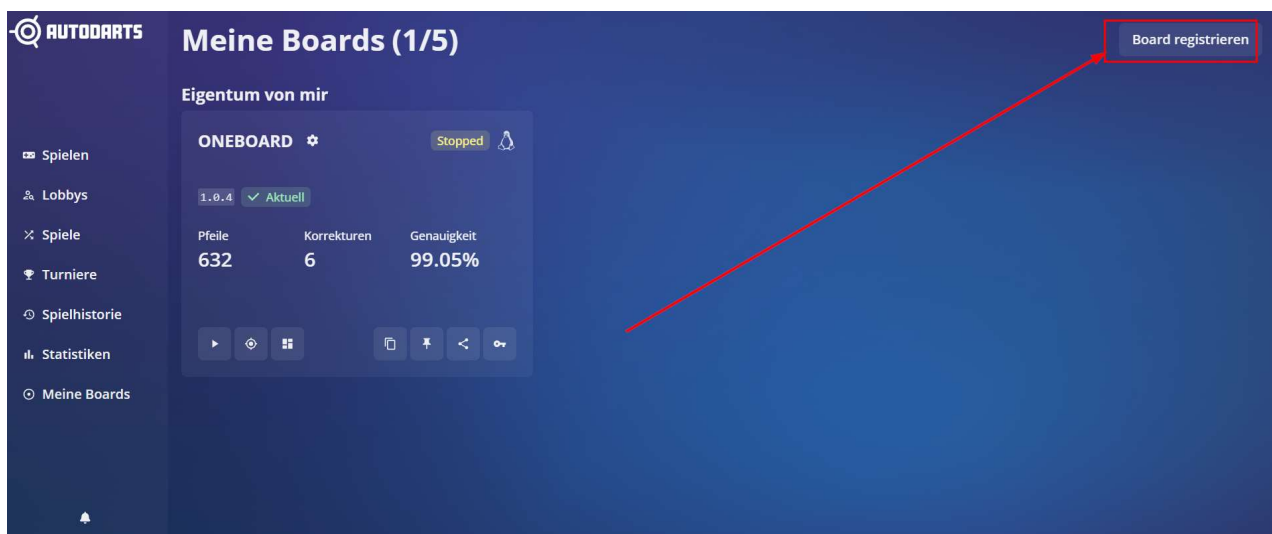 AUTODARTS
Spielen
Lobbys
Spiele
Turniere
Spielhistorie
Statistiken
Meine Boards
Meine Boards (1/5)
Board registrieren
Eigentum von mir
ONEBOARD
Stopped
1.0.4 Aktuell
Pfeile Korrekturen Genauigkeit
632 6 99.05%